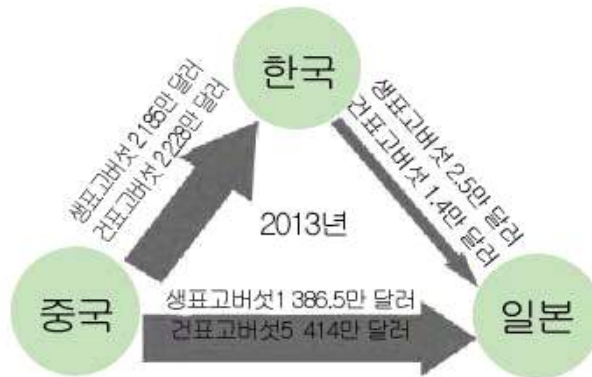 한국
생표고버섯 2 185만 달러
건표고버섯 2 228만 달러
생표고버섯 2.5만 달러
건표고버섯 1.4만 달러
2013년
중국
생표고버섯1 386.5만 달러
건표고버섯5 414만 달러
일본